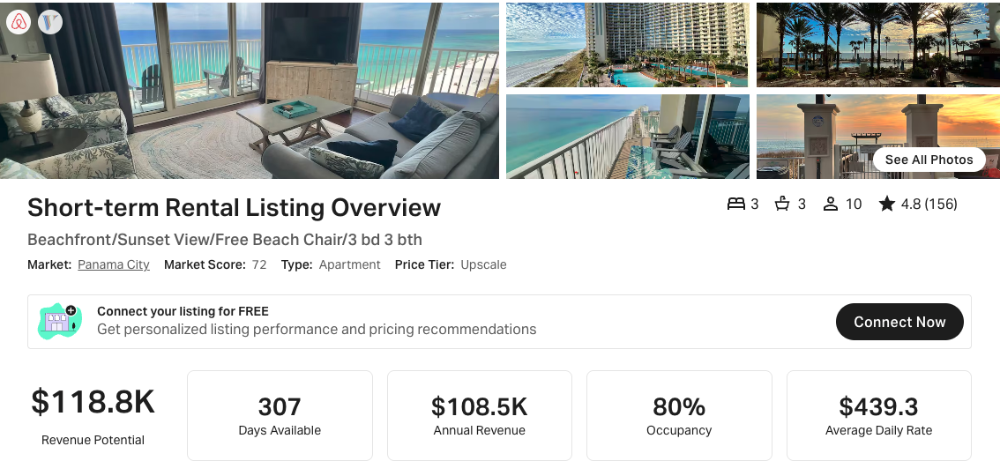 See All Photos
Short-term Rental Listing Overview
3 3 10 4.8 (156)
Beachfront/Sunset View/Free Beach Chair/3 bd 3 bth
Market: Panama City Market Score: 72 Type: Apartment Price Tier: Upscale
Connect your listing for FREE
Get personalized listing performance and pricing recommendations
Connect Now
$118.8K
Revenue Potential
307
Days Available
$108.5K
Annual Revenue
80%
Occupancy
$439.3
Average Daily Rate